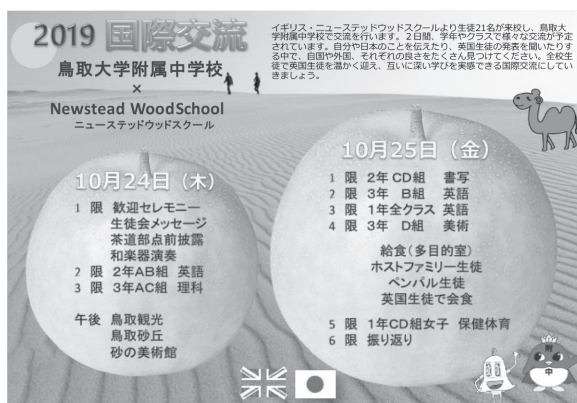 2019 国際交流
鳥取大学附属中学校
×
Newstead WoodSchool
ニューステッドウッドスクール
イギリス・ニューステッドウッドスクールより生徒21名が来校し、鳥取大
学附属中学校で交流を行います。２日間、学年やクラスで様々な交流が予定
されています。自分や日本のことを伝えたり、英国生徒の発表を聞いたりす
る中で、自国や外国、それぞれの良さをたくさん見つけてください。全校生
徒で英国生徒を温かく迎え、互いに深い学びを実感できる国際交流にしてい
きましょう。
10月24日（木）
1 限 歓迎セレモニー
生徒会メッセージ
茶道部点前披露
和楽器演奏
2 限 2年AB組 英語
3 限 3年AC組 理科
午後 鳥取観光
鳥取砂丘
砂の美術館
10月25日（金）
1 限 2年CD組 書写
2 限 3年 B組 英語
3 限 1年全クラス 英語
4 限 3年 D組 美術
給食(多目的室)
ホストファミリー生徒
ペンパル生徒
英国生徒で会食
5 限 1年CD組女子 保健体育
6 限 振り返り
附
中